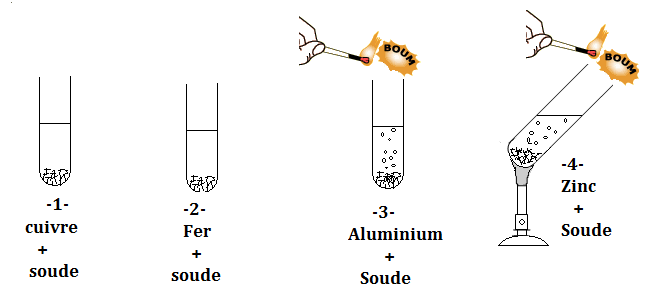 BOUM
BOUM
-1-
cuivre
+
soude
-2-
Fer
+
soude
-3-
Aluminium
+
Soude
-4-
Zinc
+
Soude